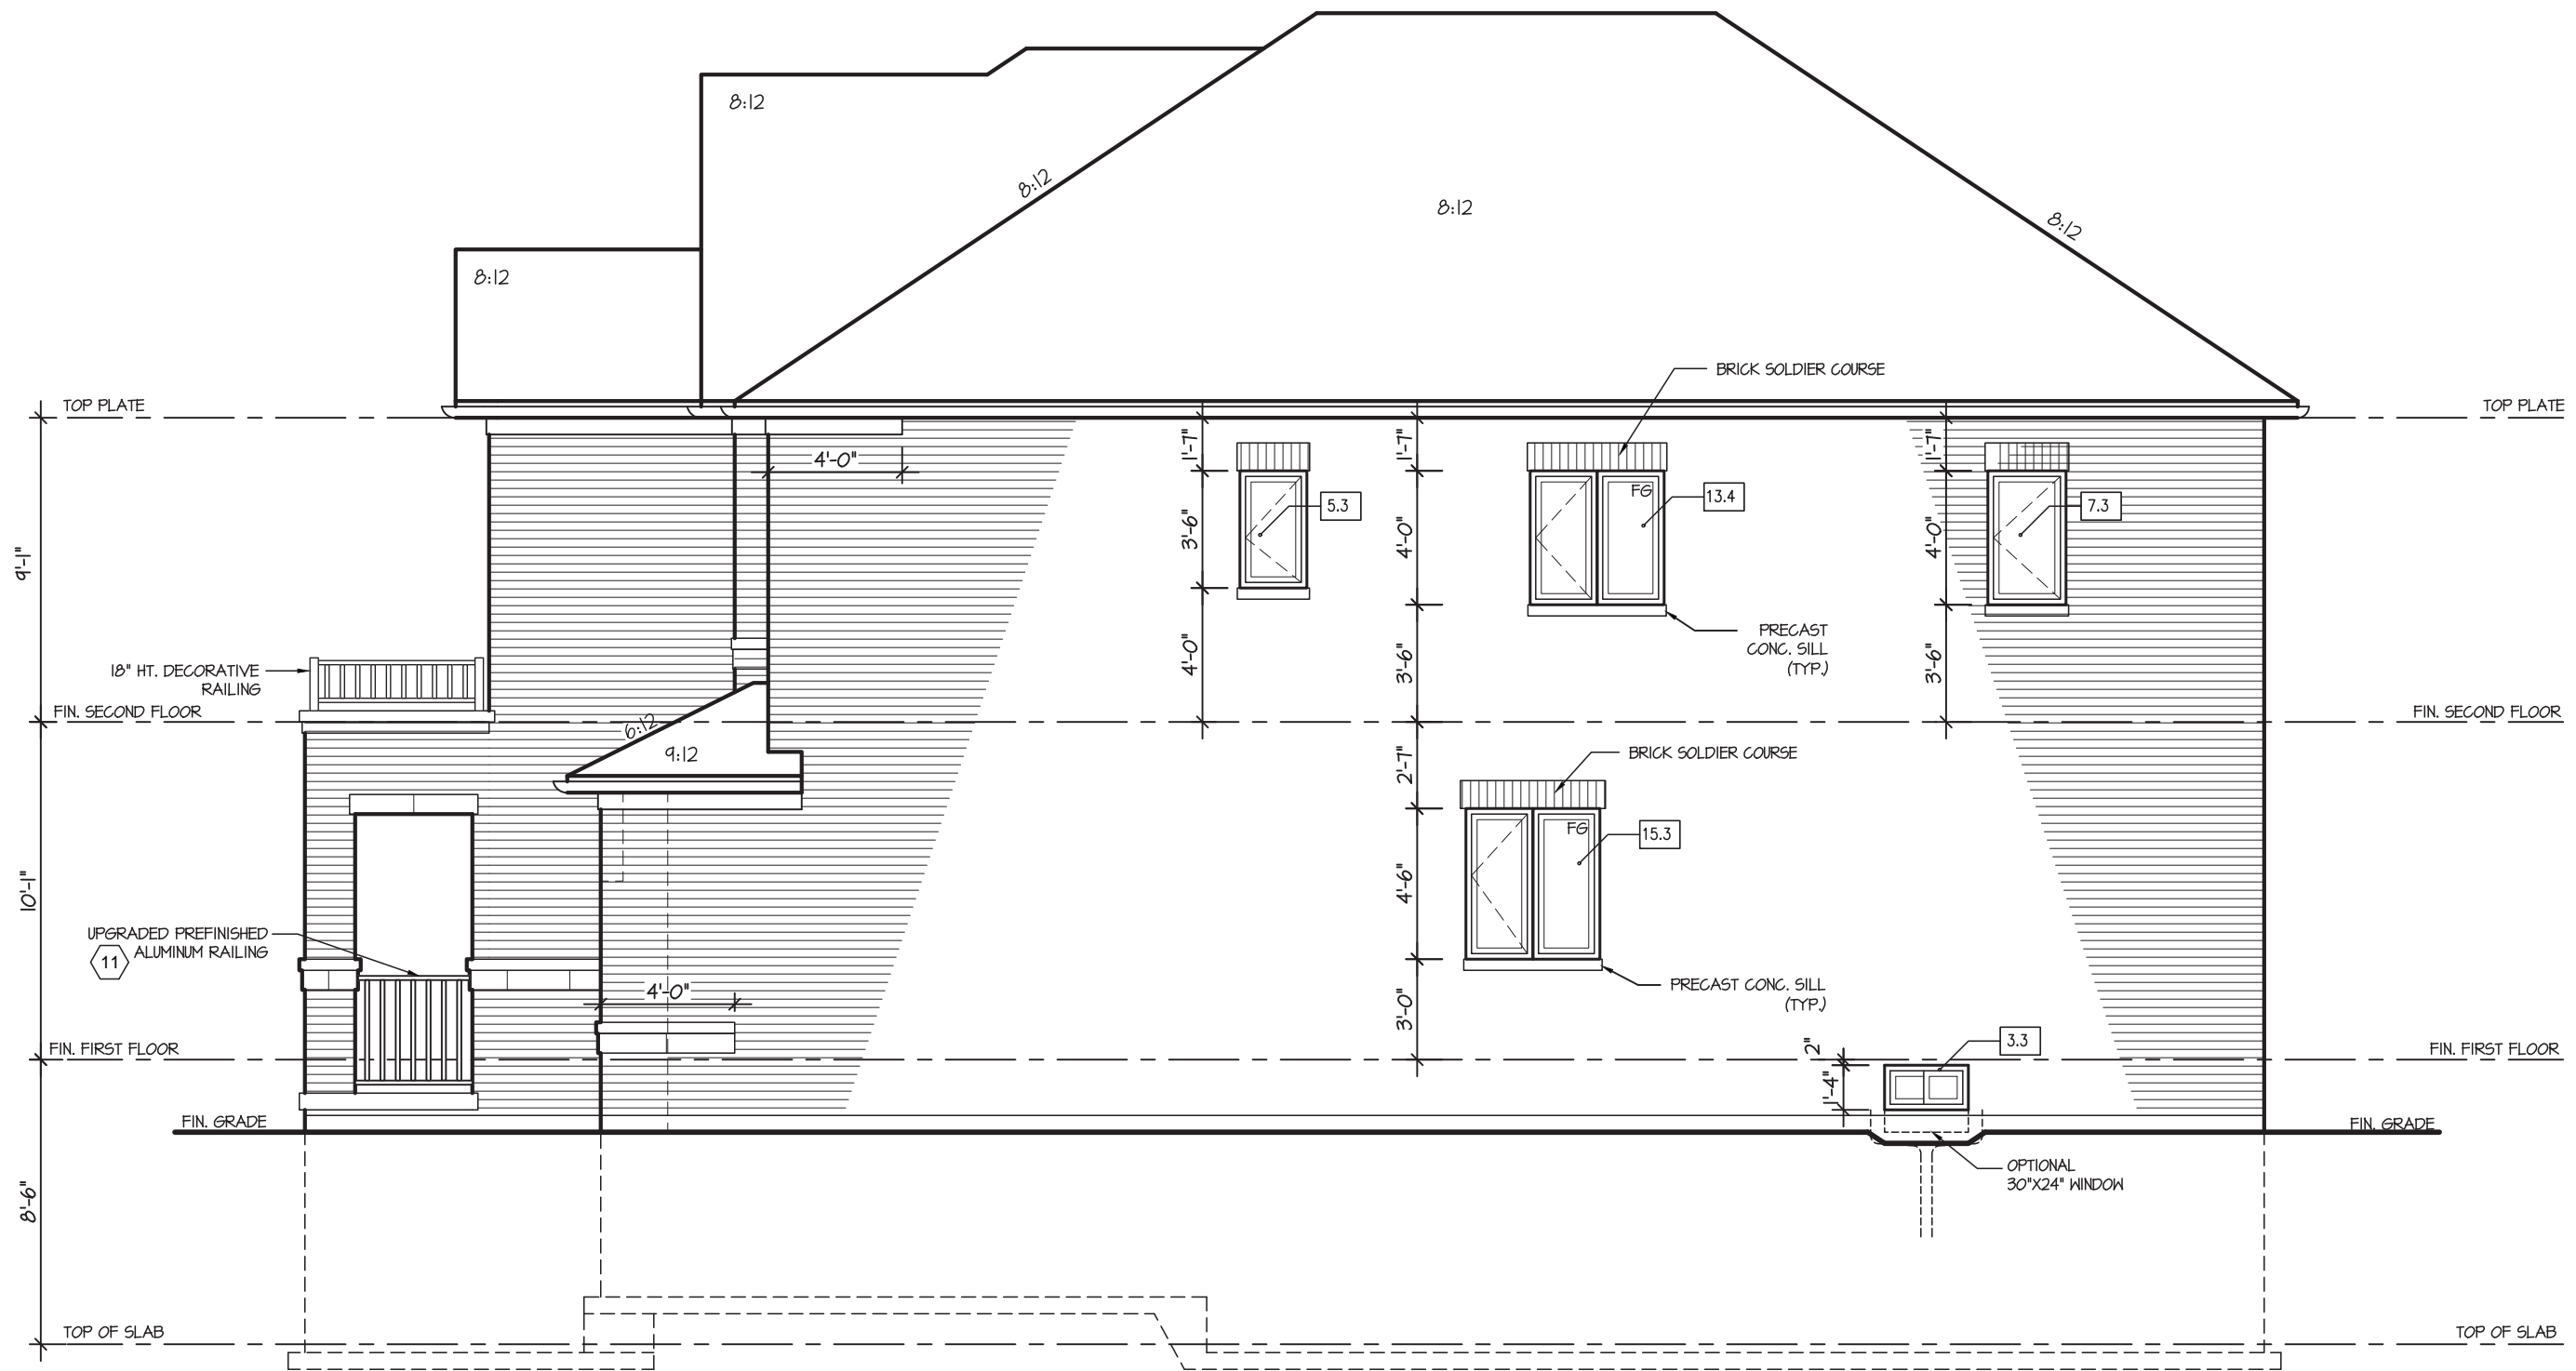 8:12
8:12
8:12
8:12
8:12
BRICK SOLDIER COURSE
TOP PLATE
TOP PLATE
4'-0"
1'-7"
1'-7"
1'-7"
5.3
FG
13.4
7.3
3'-6"
4'-0"
4'-0"
9'-1"
PRECAST
CONC. SILL
(TYP.)
4'-0"
3'-6"
3'-6"
18" HT. DECORATIVE
RAILING
FIN. SECOND FLOOR
FIN. SECOND FLOOR
6:12
9:12
2'-7"
BRICK SOLDIER COURSE
FG
15.3
10'-1"
4'-6"
UPGRADED PREFINISHED
ALUMINUM RAILING
11
4'-0"
PRECAST CONC. SILL
(TYP.)
3'-0"
FIN. FIRST FLOOR
2"
3.3
FIN. FIRST FLOOR
1'-4"
FIN. GRADE
FIN. GRADE
8'-6"
OPTIONAL
30"X24" WINDOW
TOP OF SLAB
TOP OF SLAB